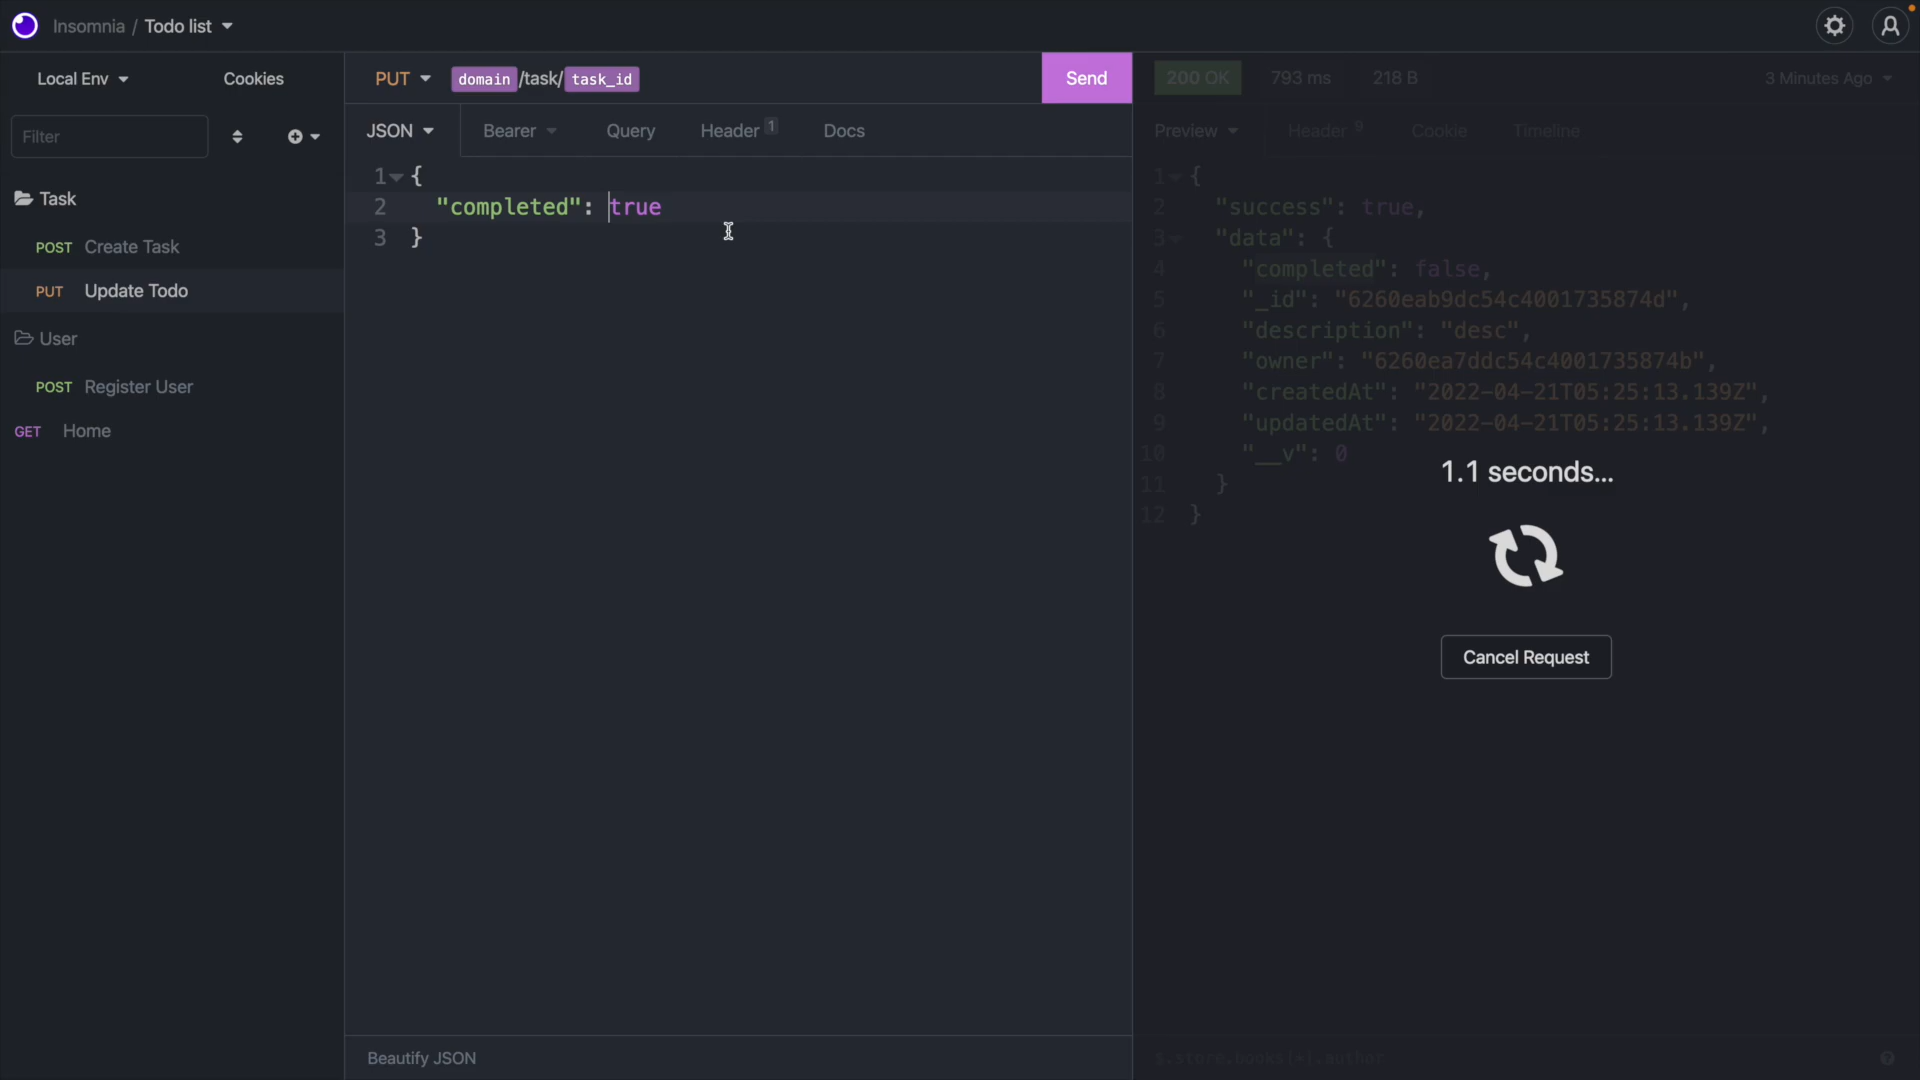 Insomnia / Todo list
Local Env
Cookies
Filter
Task
POST Create Task
PUT Update Todo
User
POST Register User
GET Home
PUT domain/task/task_id
Send
JSON
Bearer
Query
Header 1
Docs
1 {
2 "completed": true
3 }
Beautify JSON
200 OK
793 ms
218 B
3 Minutes Ago
Preview
Header 9
Cookie
Timeline
1 {
2 "success": true,
3 "data": {
4 "completed": false,
5 "_id": "6260eab9dc54c4001735874d",
6 "description": "desc",
7 "owner": "6260ea7ddc54c4001735874b",
8 "createdAt": "2022-04-21T05:25:13.139Z",
9 "updatedAt": "2022-04-21T05:25:13.139Z",
10 "__v": 0
11 }
12 }
1.1 seconds...
Cancel Request
$.store.books[*].author